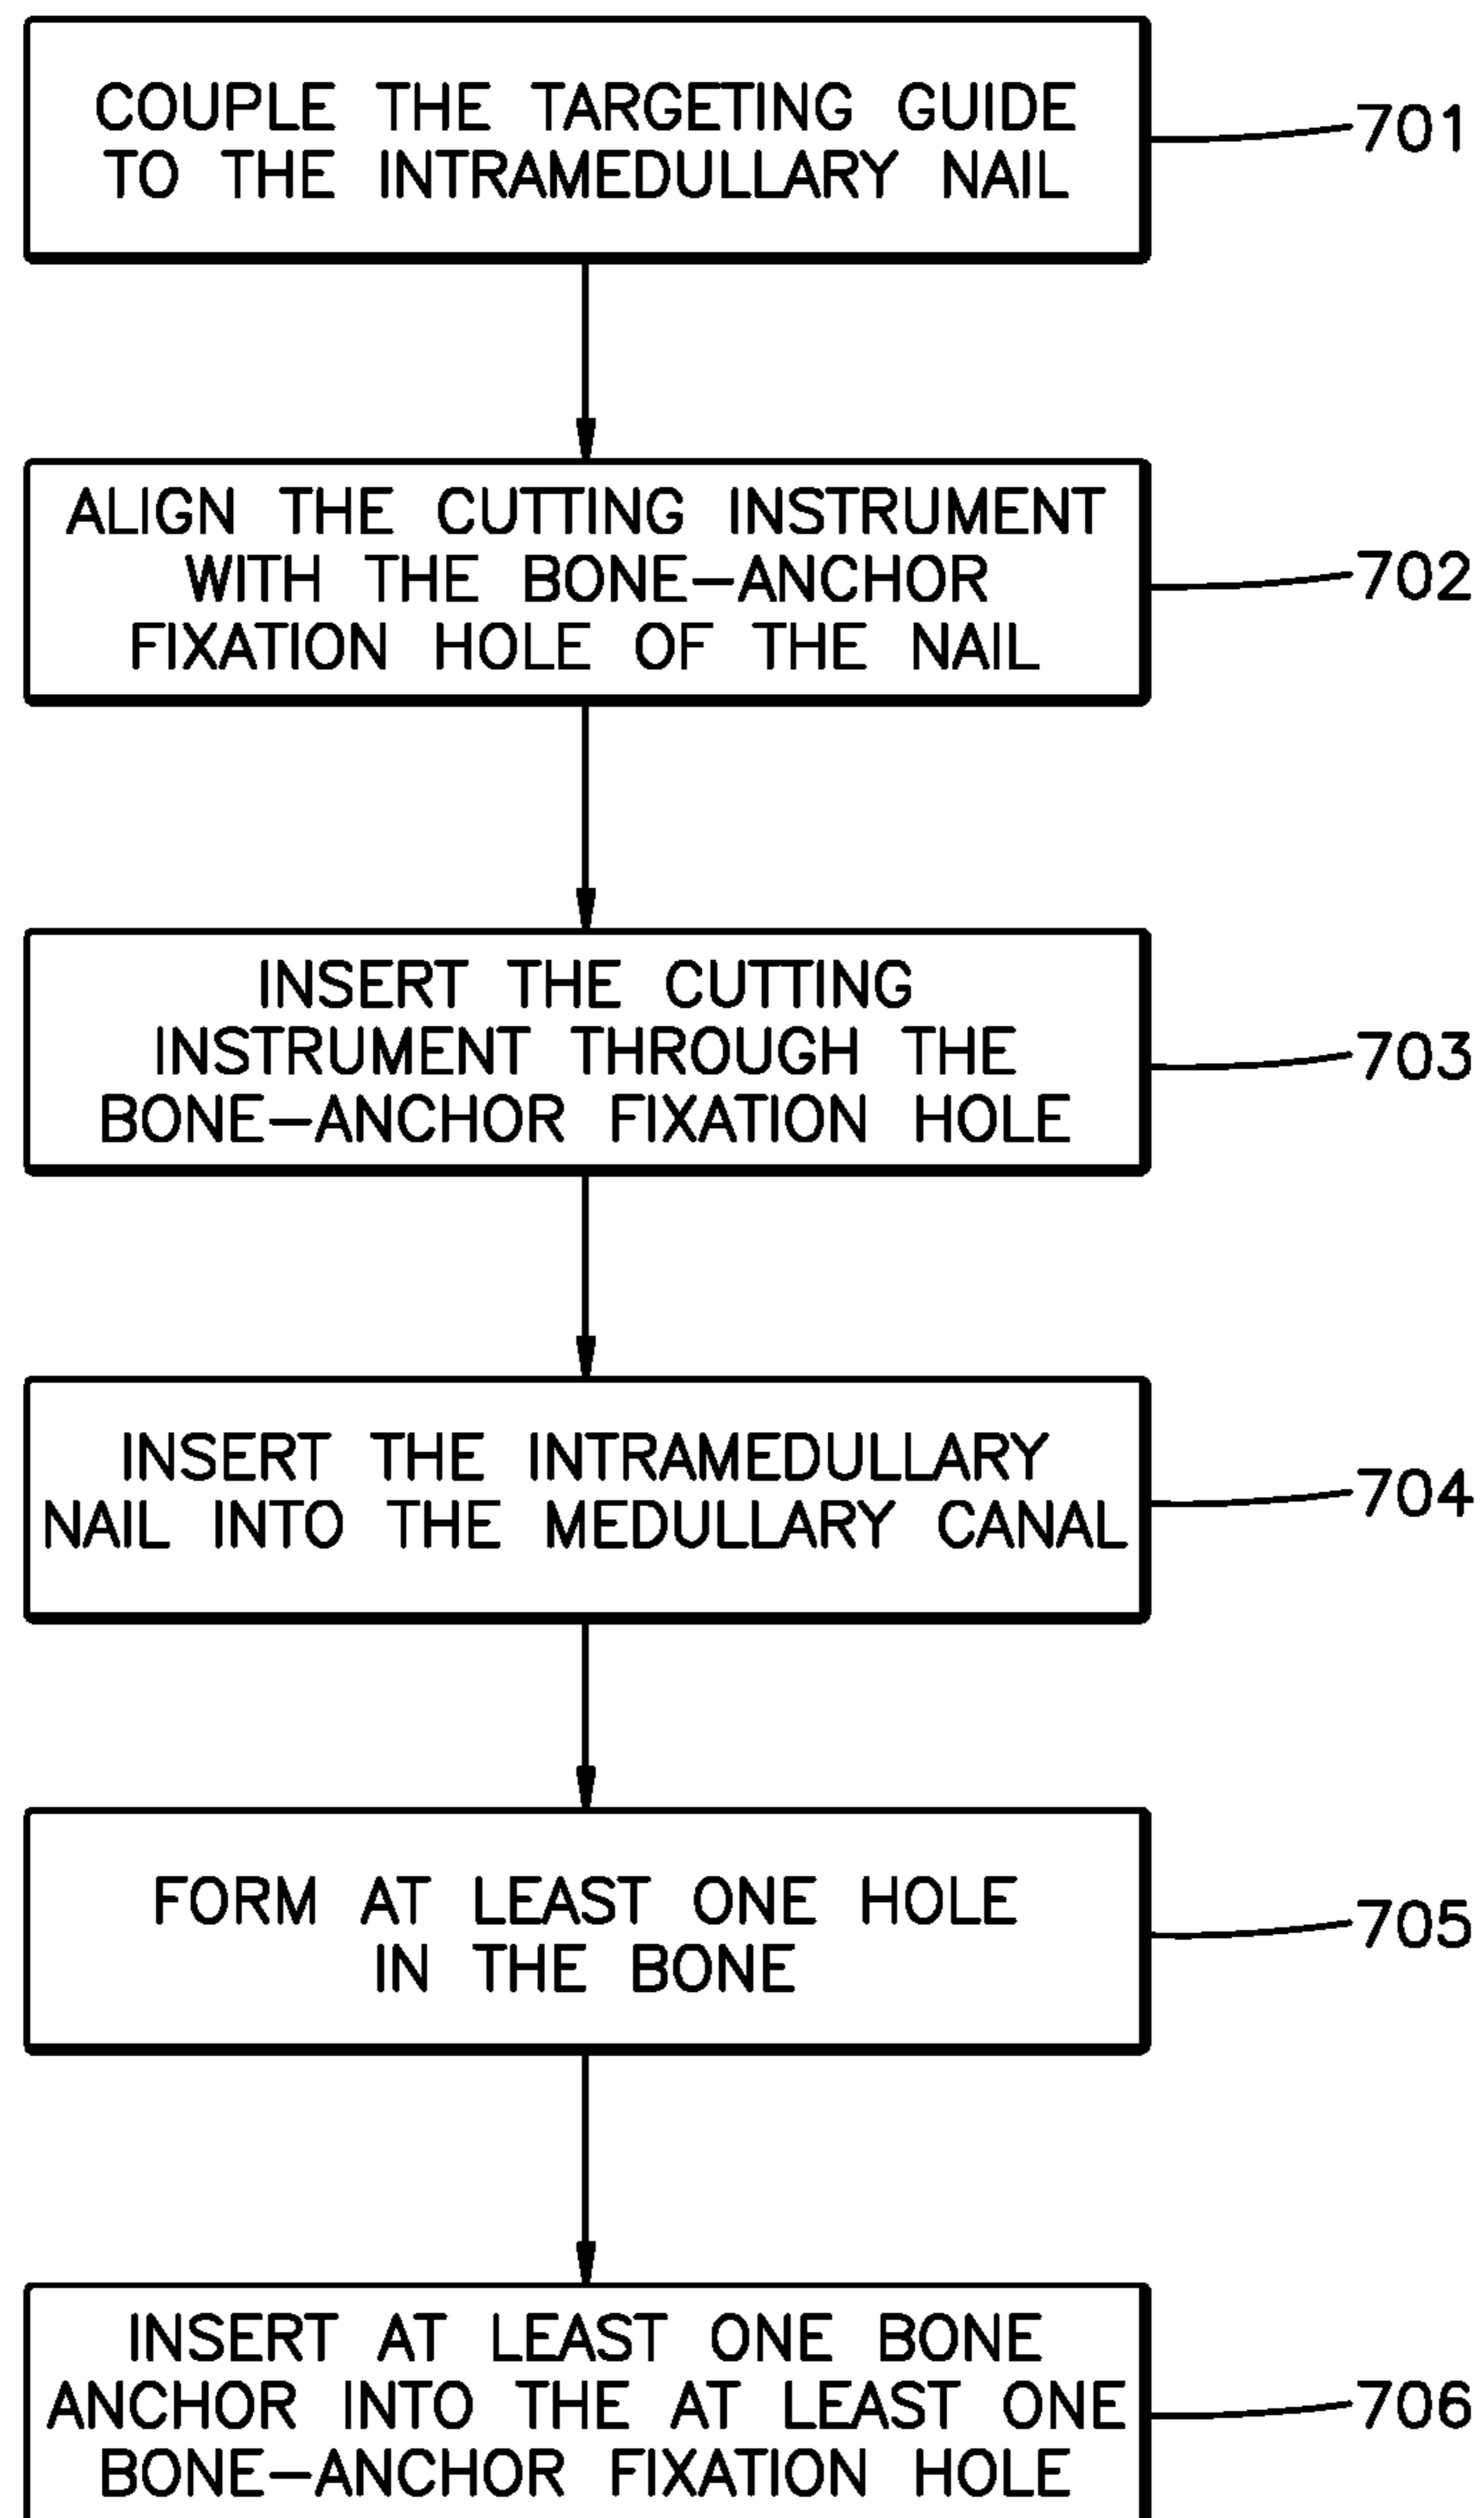 COUPLE THE TARGETING GUIDE
TO THE INTRAMEDULLARY NAIL
701
ALIGN THE CUTTING INSTRUMENT
WITH THE BONE-ANCHOR
FIXATION HOLE OF THE NAIL
702
INSERT THE CUTTING
INSTRUMENT THROUGH THE
BONE-ANCHOR FIXATION HOLE
703
INSERT THE INTRAMEDULLARY
NAIL INTO THE MEDULLARY CANAL
704
FORM AT LEAST ONE HOLE
IN THE BONE
705
INSERT AT LEAST ONE BONE
ANCHOR INTO THE AT LEAST ONE
BONE-ANCHOR FIXATION HOLE
706